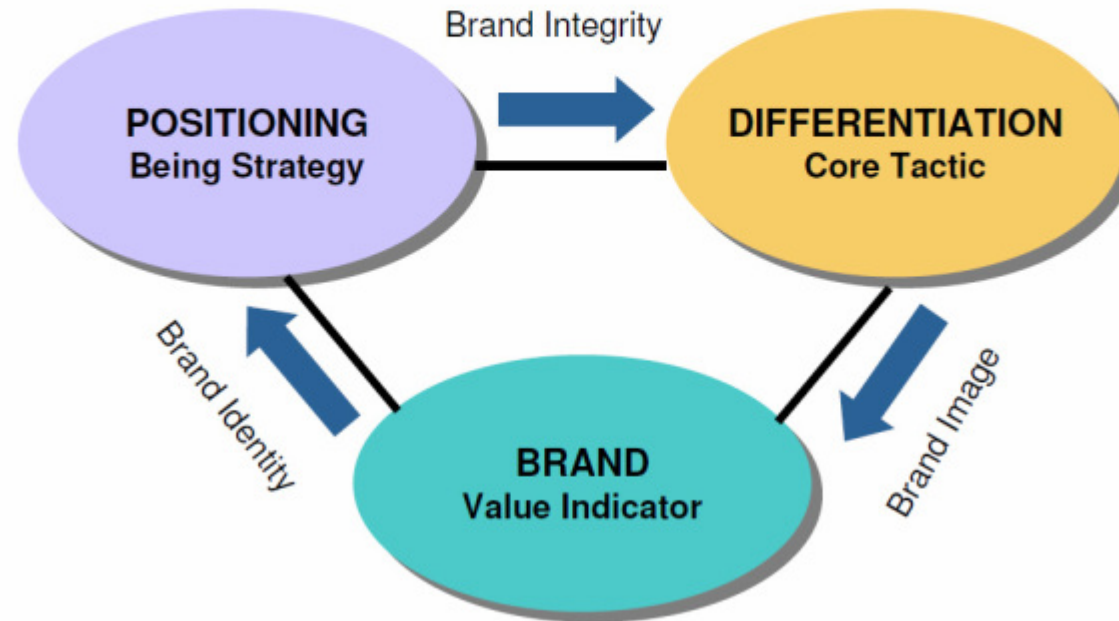 Brand Integrity
POSITIONING
Being Strategy
DIFFERENTIATION
Core Tactic
Brand Identity
Brand Image
BRAND
Value Indicator